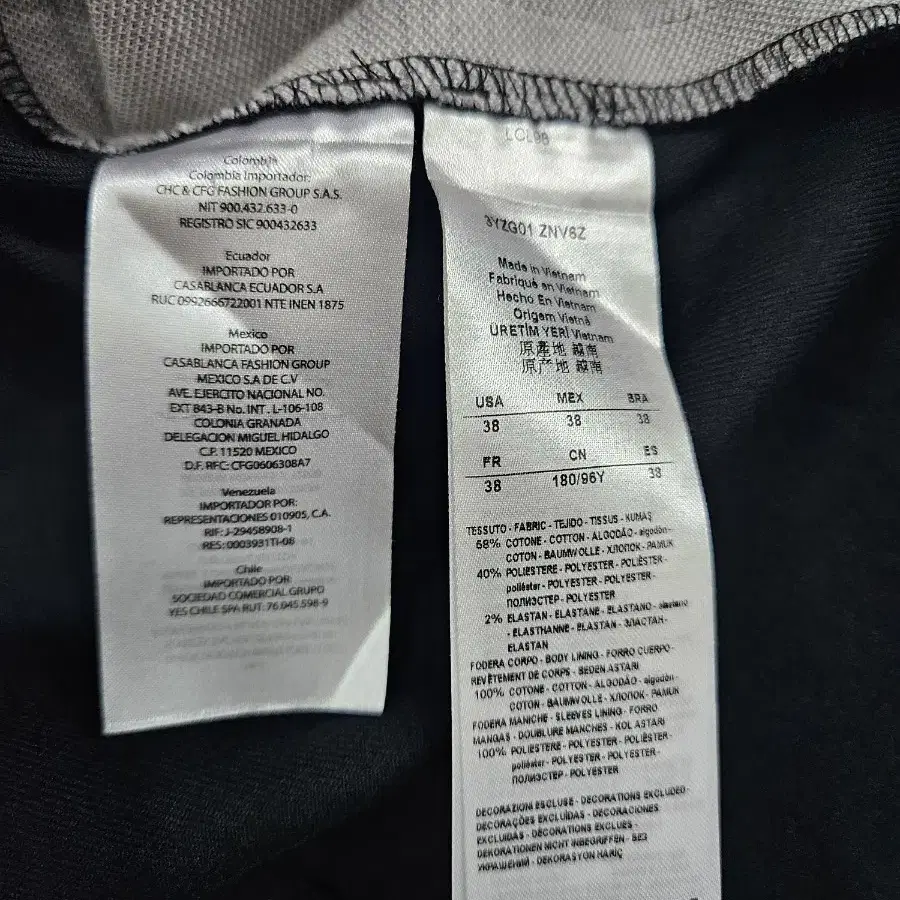 Colombia
Colombia Importador:
CHC & CFG FASHION GROUP S.A.S.
NIT 900.432.633-0
REGISTRO SIC 900432633
Ecuador
IMPORTADO POR
CASABLANCA ECUADOR S.A
RUC 0992666722001 NTE INEN 1875
Mexico
IMPORTADO POR
CASABLANCA FASHION GROUP
MEXICO S.A DE C.V
AVE. EJERCITO NACIONAL NO.
EXT 843-B No. INT. L-106-108
COLONIA GRANADA
DELEGACION MIGUEL HIDALGO
C.P. 11520 MEXICO
D.F. RFC: CFG0606308A7
Venezuela
IMPORTADOR POR:
REPRESENTACIONES 010905, C.A.
RIF: J-29458908-1
RES: 0003931TI-08
Chile
IMPORTADO POR
SOCIEDAD COMERCIAL GRUPO
YES CHILE SPA RUT: 76.045.598-9
3YZG01 ZNV6Z
Made in Vietnam
Fabriqué en Vietnam
Hecho En Vietnam
Origem Vietnã
ÜRETİM YERİ Vietnam
原產地 越南
原产地 越南
USA MEX BRA
38 38 38
FR CN ES
38 180/96Y 38
TESSUTO - FABRIC - TEJIDO - TISSUS - KUMAŞ
58% COTONE - COTTON - ALGODÃO - algodón -
COTON - BAUMWOLLE - ХЛОПОК - PAMUK
40% POLIESTERE - POLYESTER - POLIÉSTER -
poliéster - POLYESTER - POLYESTER -
ПОЛИЭСТЕР - POLYESTER
2% ELASTAN - ELASTANE - ELASTANO - elastano
- ELASTHANNE - ELASTAN - ЭЛАСТАН -
ELASTAN
FODERA CORPO - BODY LINING - FORRO CUERPO -
REVÊTEMENT DE CORPS - BEDEN ASTARI
100% COTONE - COTTON - ALGODÃO - algodón -
COTON - BAUMWOLLE - ХЛОПОК - PAMUK
FODERA MANICHE - SLEEVES LINING - FORRO
MANGAS - DOUBLURE MANCHES - KOL ASTARI
100% POLIESTERE - POLYESTER - POLIÉSTER -
poliéster - POLYESTER - POLYESTER -
ПОЛИЭСТЕР - POLYESTER
DECORAZIONI ESCLUSE - DECORATIONS EXCLUDED -
DECORAÇÕES EXCLUÍDAS - DECORACIONES
EXCLUIDAS - DÉCORATIONS EXCLUES -
DEKORATIONEN NICHT INBEGRIFFEN - БЕЗ
УКРАШЕНИЙ - DEKORASYON HARİÇ